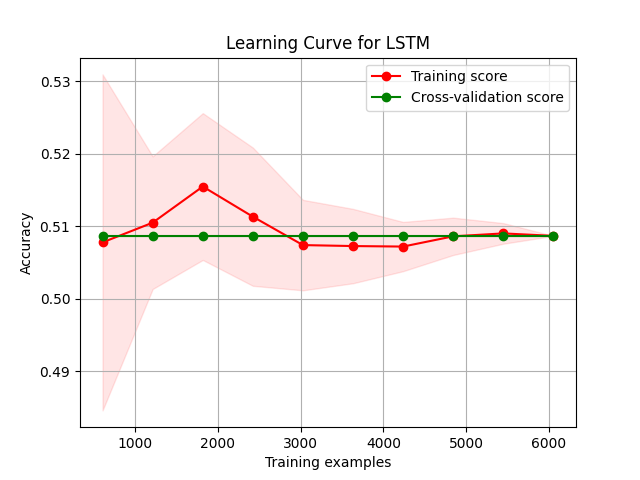 Learning Curve for LSTM
Training score
Cross-validation score
0.53
0.52
0.51
0.50
0.49
Accuracy
1000 2000 3000 4000 5000 6000
Training examples